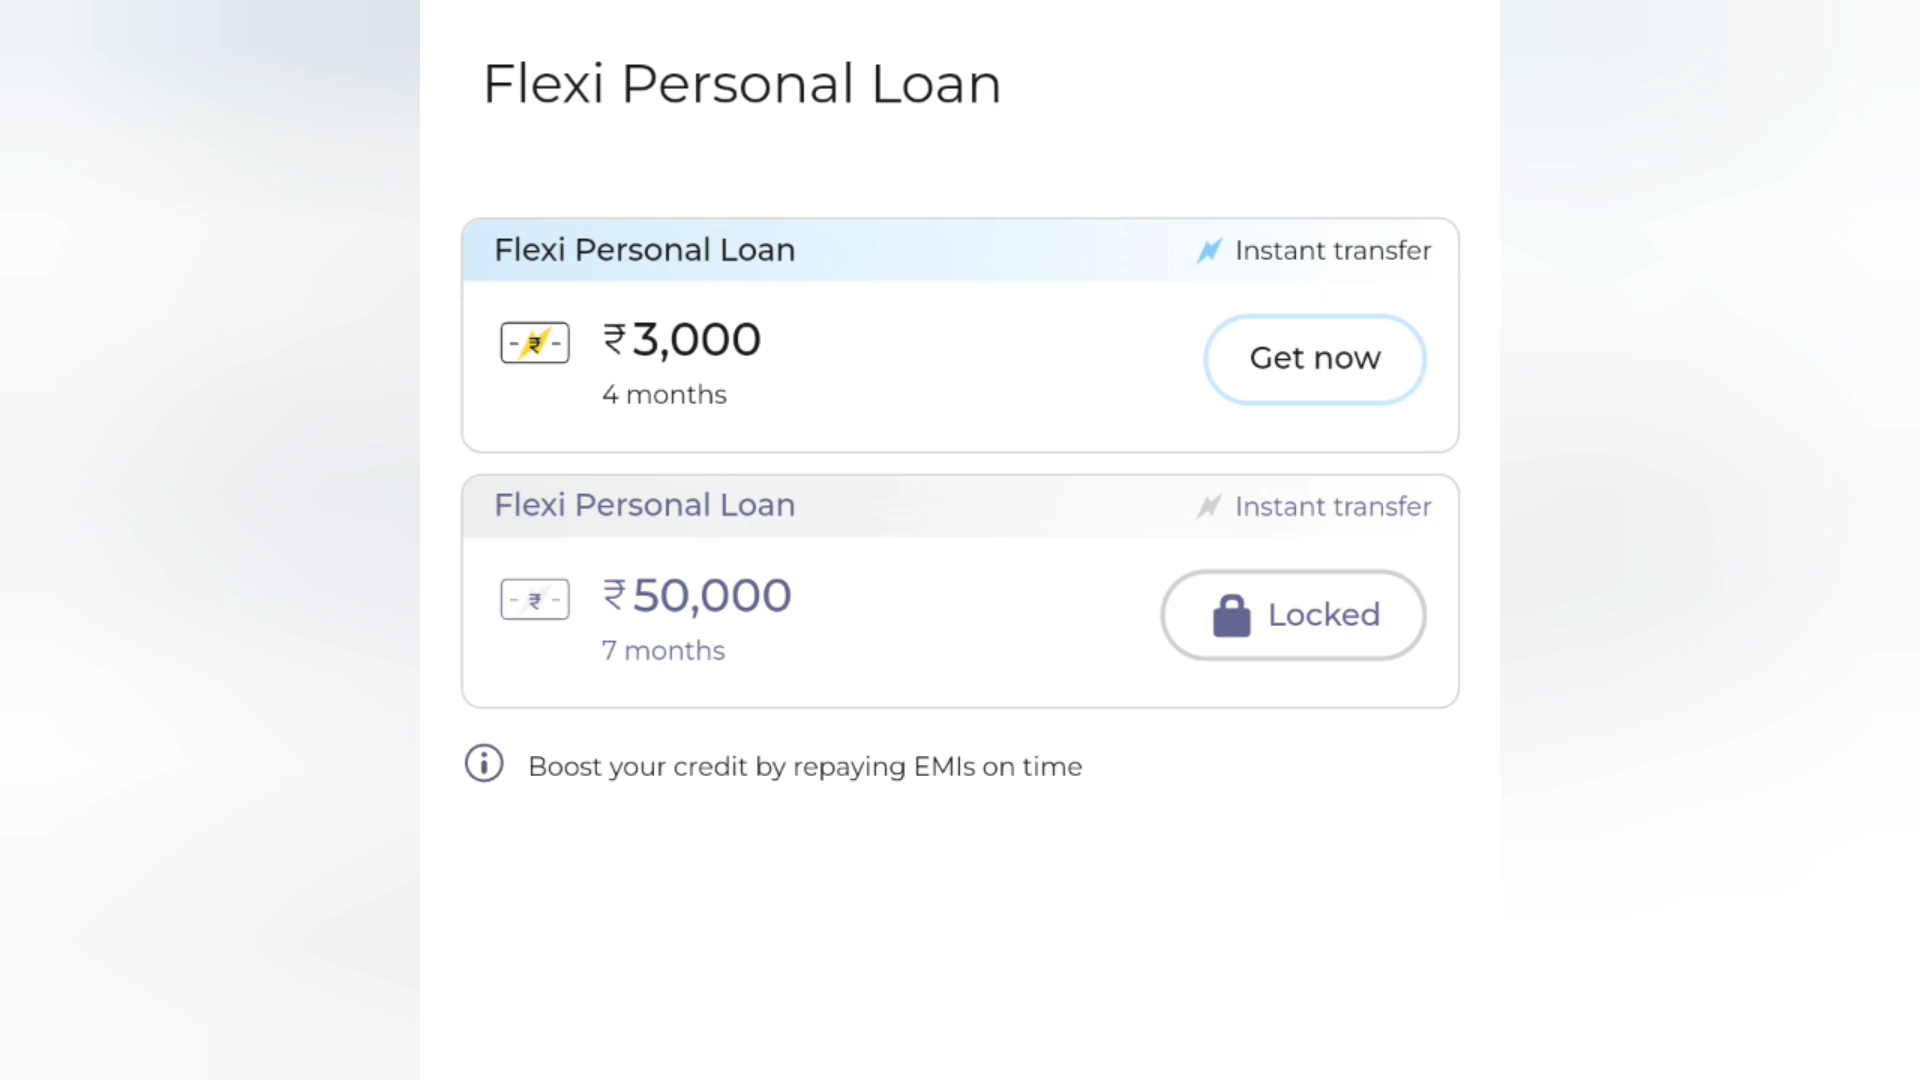 Flexi Personal Loan
Flexi Personal Loan
Instant transfer
₹
₹3,000
4 months
Get now
Flexi Personal Loan
Instant transfer
₹
₹50,000
7 months
Locked
Boost your credit by repaying EMIs on time